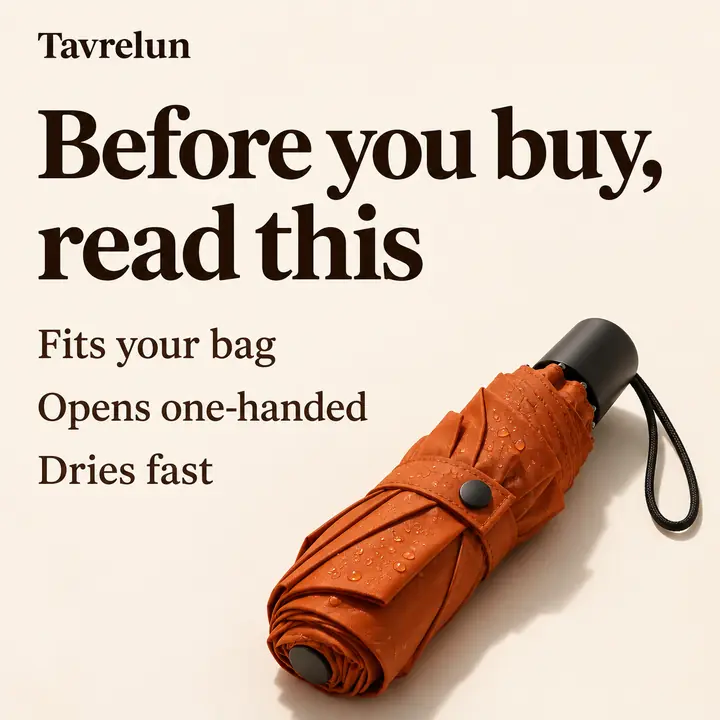 Tavrelun
Before you buy,
read this
Fits your bag
Opens one-handed
Dries fast